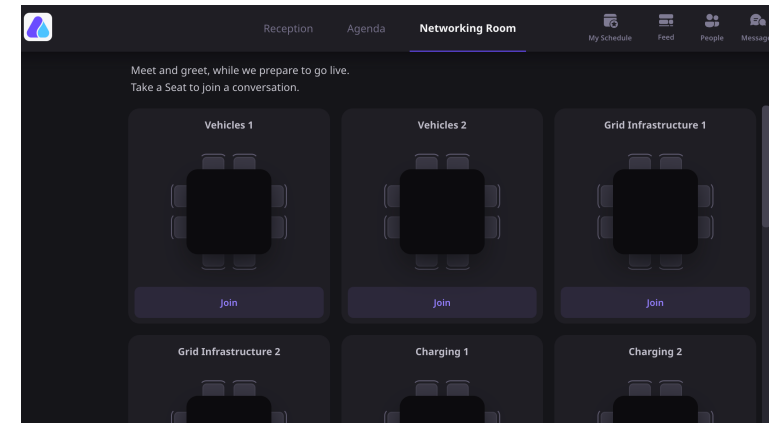 Reception Agenda Networking Room My Schedule Feed People Message
Meet and greet, while we prepare to go live.
Take a Seat to join a conversation.
Vehicles 1 Vehicles 2 Grid Infrastructure 1
Join Join Join
Grid Infrastructure 2 Charging 1 Charging 2